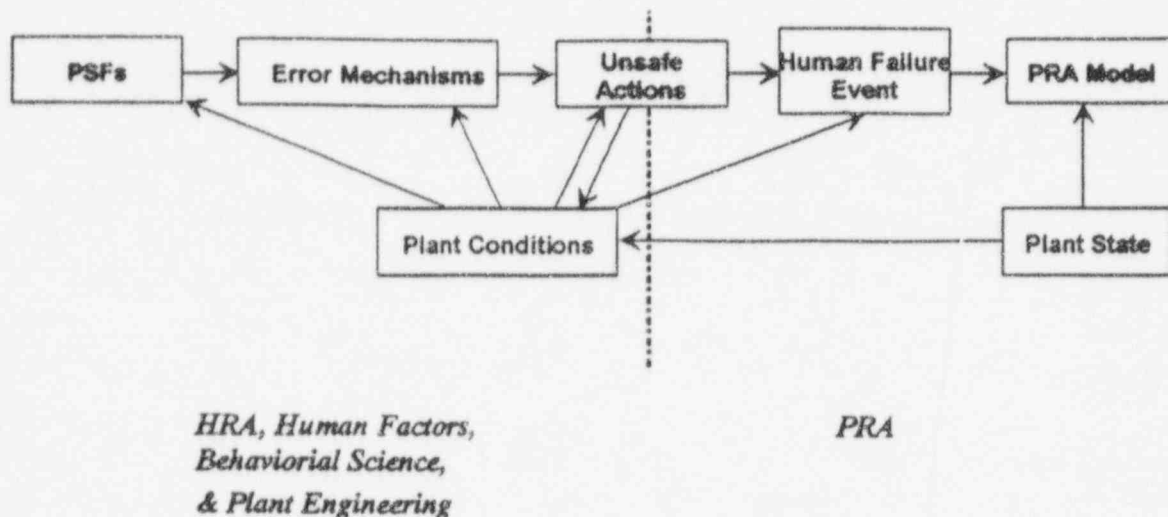 PSFs
Error Mechanisms
Unsafe
Actions
Human Failure
Event
PRA Model
Plant Conditions
Plant State
HRA, Human Factors,
Behaviorial Science,
& Plant Engineering
PRA